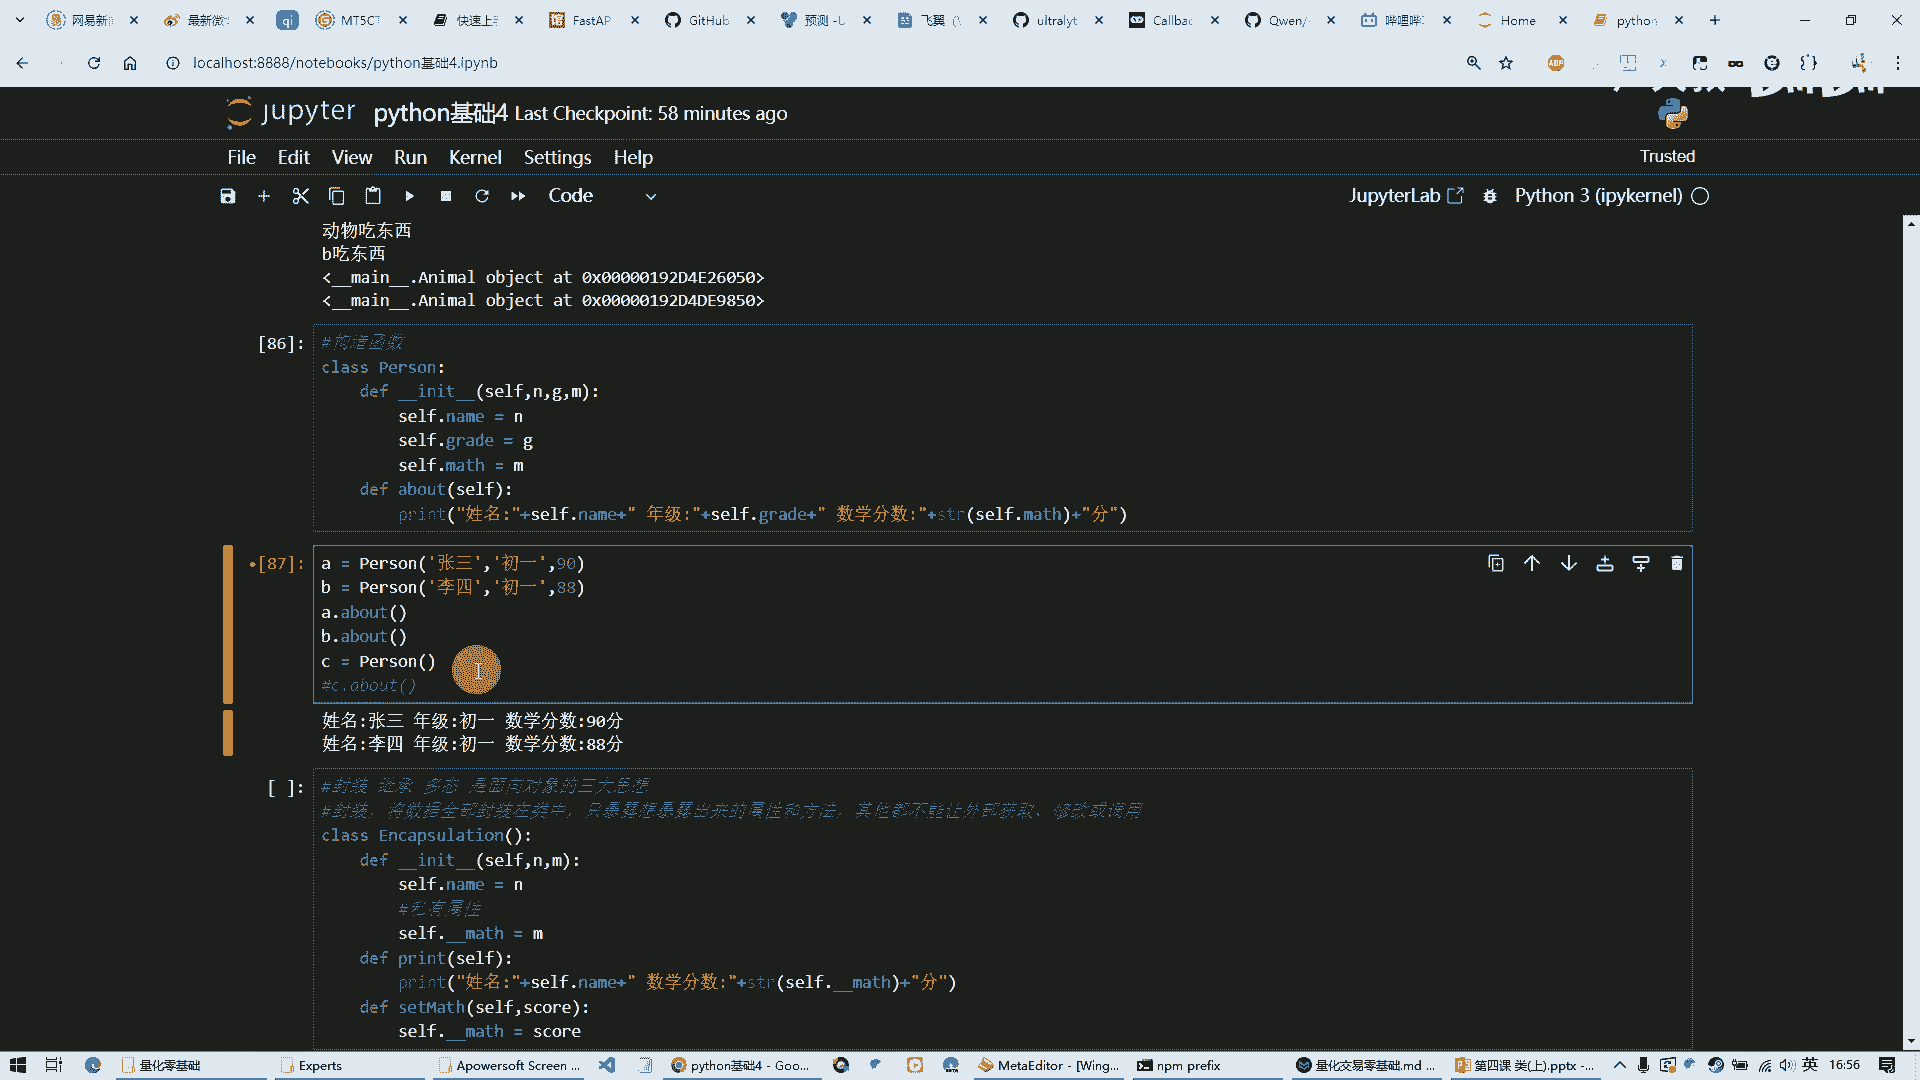 网易新
最新微
qi
MT5CT
快速上手
FastAP
GitHub
预测 -U
飞翼 (V
ultralyt
Callbac
Qwen/
哔哩哔
Home
python
localhost:8888/notebooks/python基础4.ipynb
ABP
jupyter python基础4 Last Checkpoint: 58 minutes ago
File Edit View Run Kernel Settings Help
Trusted
Code
JupyterLab
Python 3 (ipykernel)
动物吃东西
b吃东西
<__main__.Animal object at 0x00000192D4E26050>
<__main__.Animal object at 0x00000192D4DE9850>
[86]:
#构造函数
class Person:
def __init__(self,n,g,m):
self.name = n
self.grade = g
self.math = m
def about(self):
print("姓名:"+self.name+" 年级:"+self.grade+" 数学分数:"+str(self.math)+"分")
[87]:
a = Person('张三','初一',90)
b = Person('李四','初一',88)
a.about()
b.about()
c = Person()
#c.about()
姓名:张三 年级:初一 数学分数:90分
姓名:李四 年级:初一 数学分数:88分
[ ]:
#封装 继承 多态 是面向对象的三大思想
#封装，将数据全部封装在类中，只暴露想暴露出来的属性和方法，其他都不能让外部获取、修改或调用
class Encapsulation():
def __init__(self,n,m):
self.name = n
#私有属性
self.__math = m
def print(self):
print("姓名:"+self.name+" 数学分数:"+str(self.__math)+"分")
def setMath(self,score):
self.__math = score
量化零基础
Experts
Apowersoft Screen ...
python基础4 - Goo...
MetaEditor - [Wing...
npm prefix
量化交易零基础.md ...
第四课 类(上).pptx -...
英
16:56